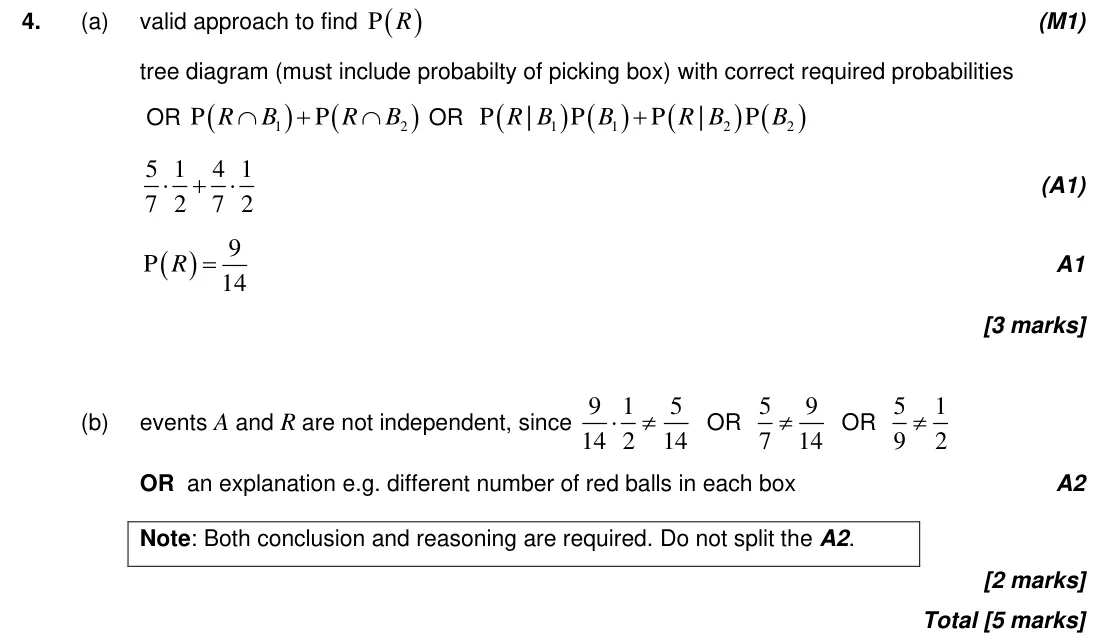 4. (a) valid approach to find P(R) (M1)
tree diagram (must include probabilty of picking box) with correct required probabilities
OR P(R∩B₁)+P(R∩B₂) OR P(R|B₁)P(B₁)+P(R|B₂)P(B₂)
5/7·1/2+4/7·1/2 (A1)
P(R)=9/14 A1
[3 marks]
(b) events A and R are not independent, since 9/14·1/2≠5/14 OR 5/7≠9/14 OR 5/9≠1/2
OR an explanation e.g. different number of red balls in each box A2
Note: Both conclusion and reasoning are required. Do not split the A2.
[2 marks]
Total [5 marks]